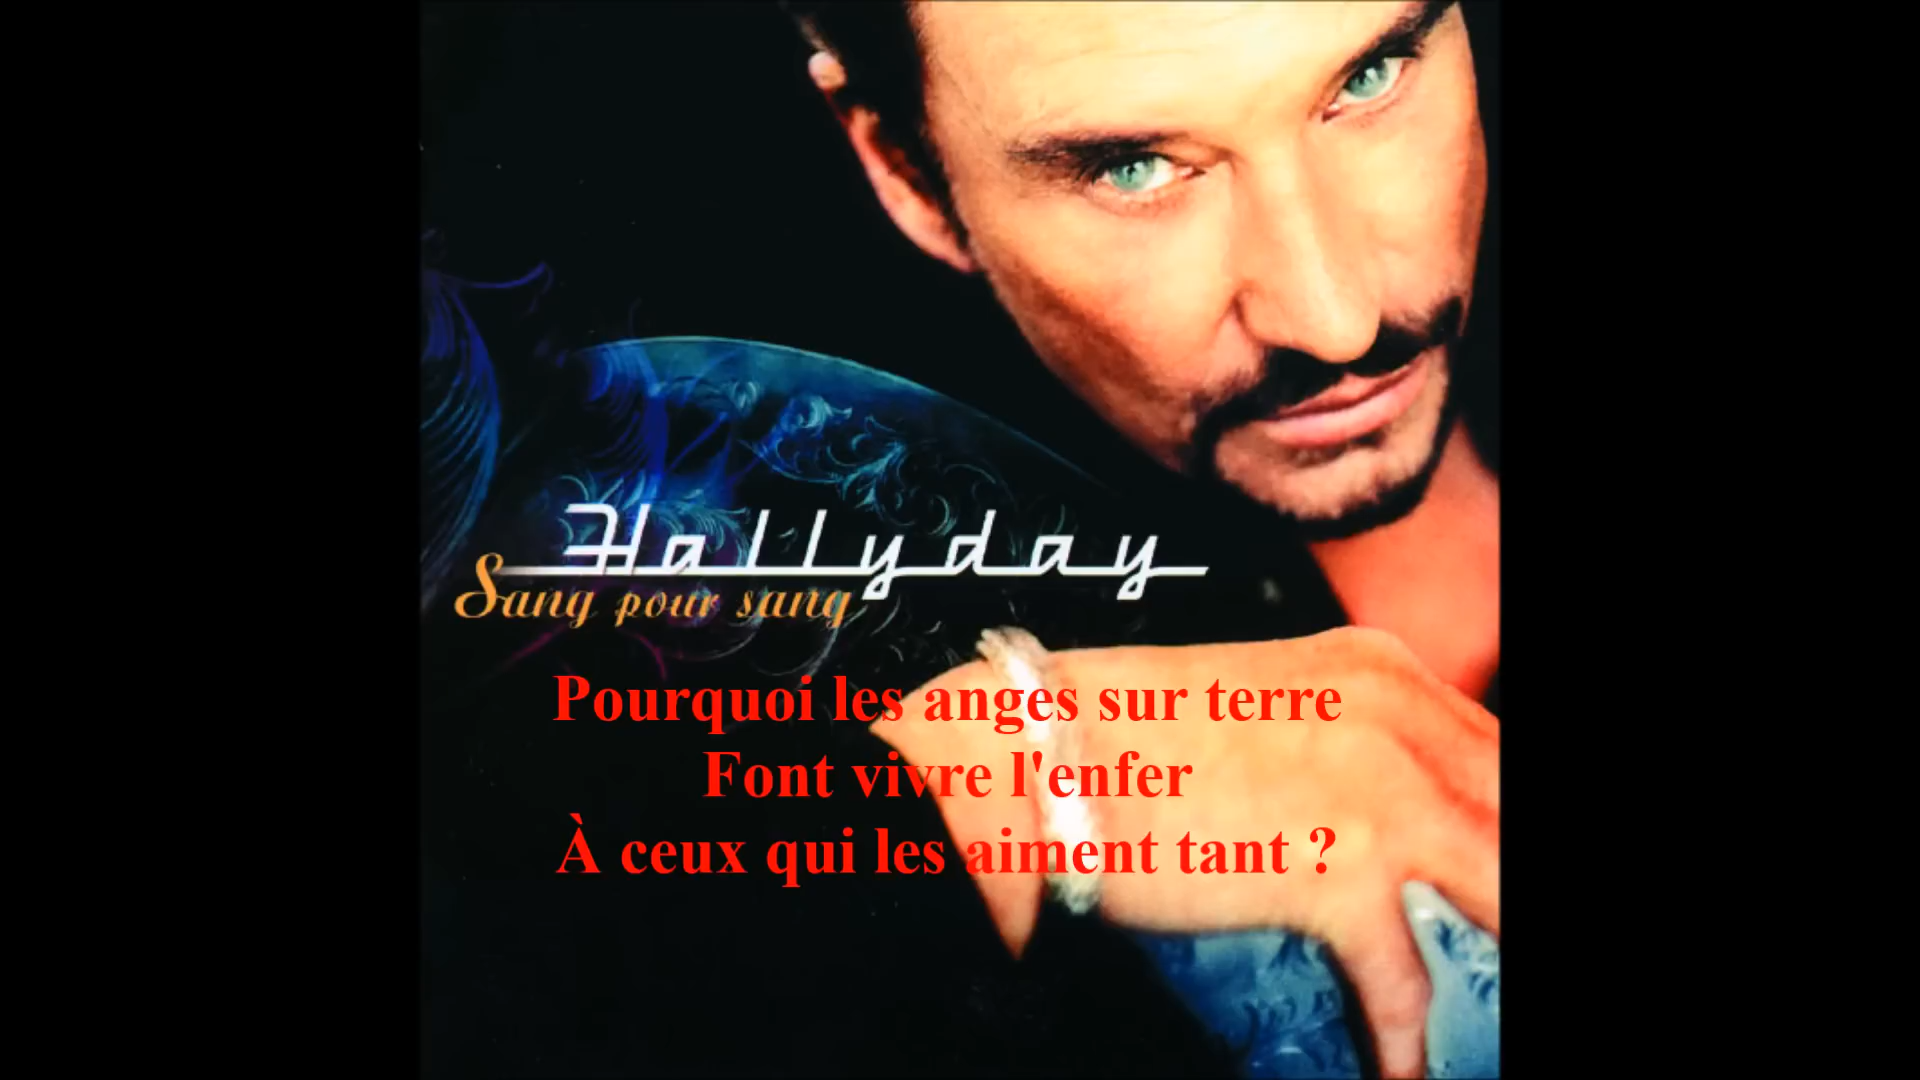 Hallyday
Sang pour sang
Pourquoi les anges sur terre
Font vivre l'enfer
À ceux qui les aiment tant ?